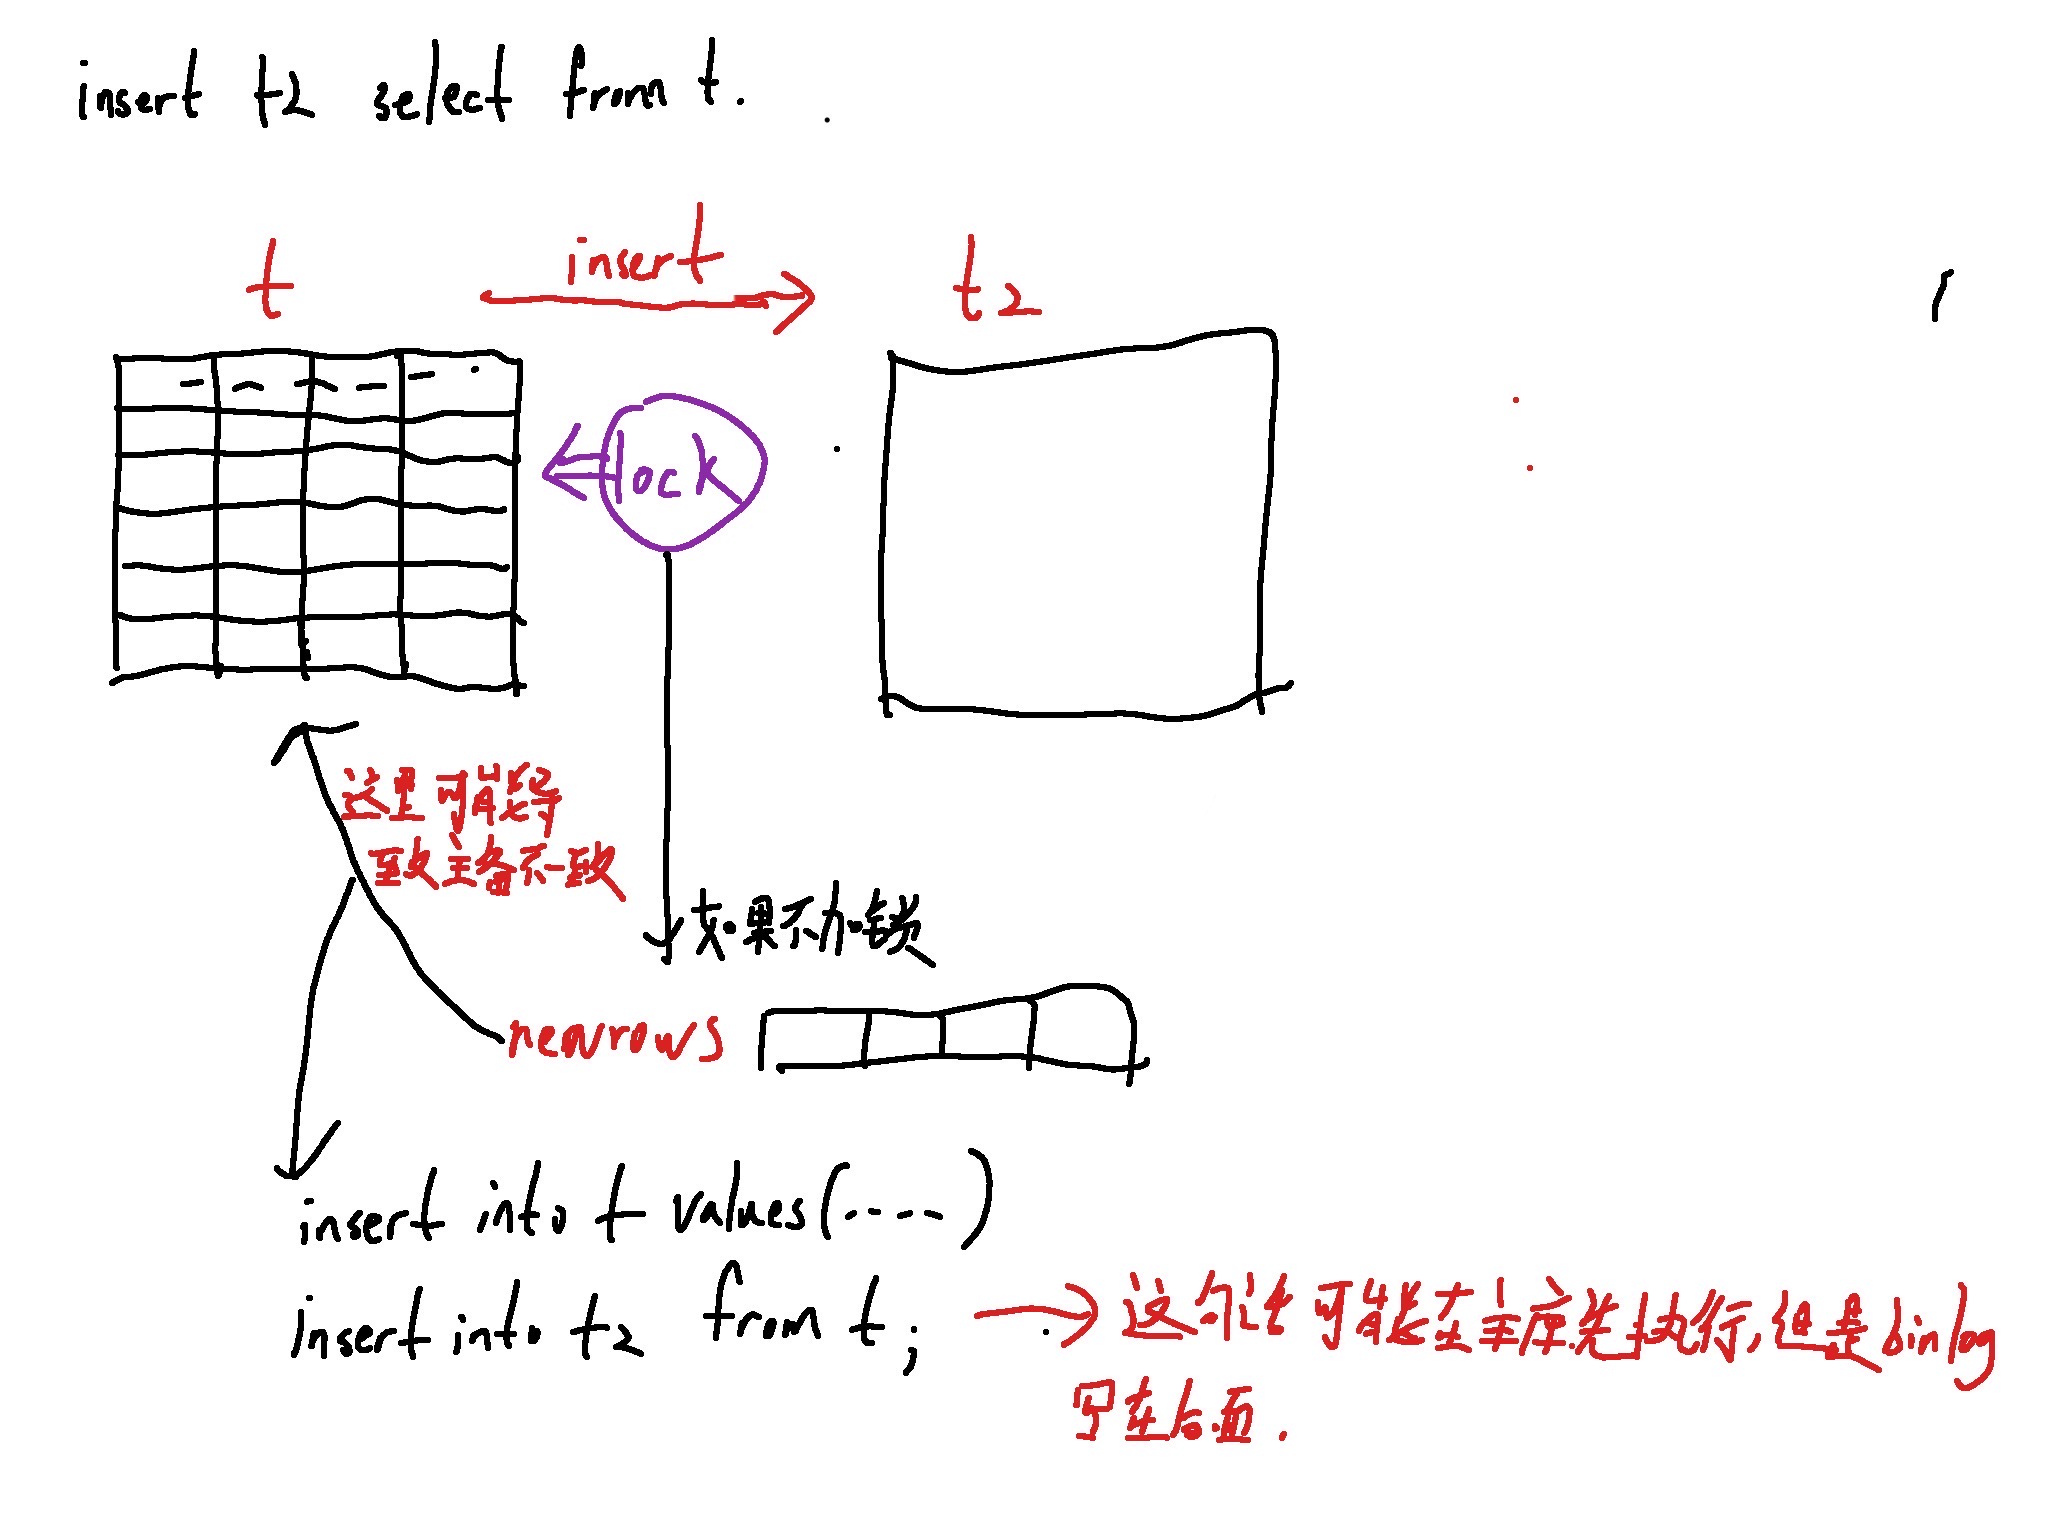 insert t2 select from t.
t insert t2
lock
这里可能导
致主备不一致
如果不加锁
newrows
insert into t values(.....)
insert into t2 from t;
这句话可能在主库先执行,但是binlog
写在后面.